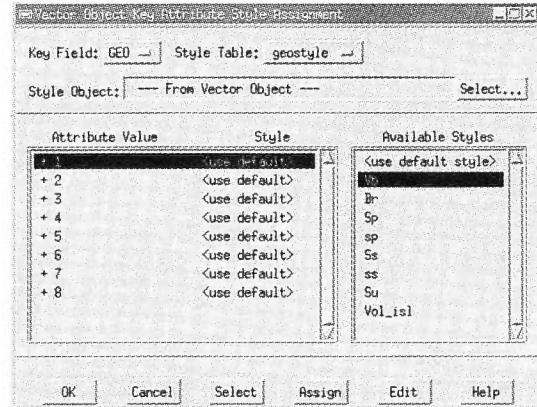 Vector Object Key Attribute Style Assignment
Key Field: GEO Style Table: geostyle
Style Object: --- From Vector Object --- Select...
Attribute Value Style Available Styles
+ 1 <use default> <use default style>
+ 2 <use default>
+ 3 <use default> Br
+ 4 <use default> Sp
+ 5 <use default> sp
+ 6 <use default> Ss
+ 7 <use default> ss
+ 8 <use default> Su
Vol_isl
OK Cancel Select Assign Edit Help